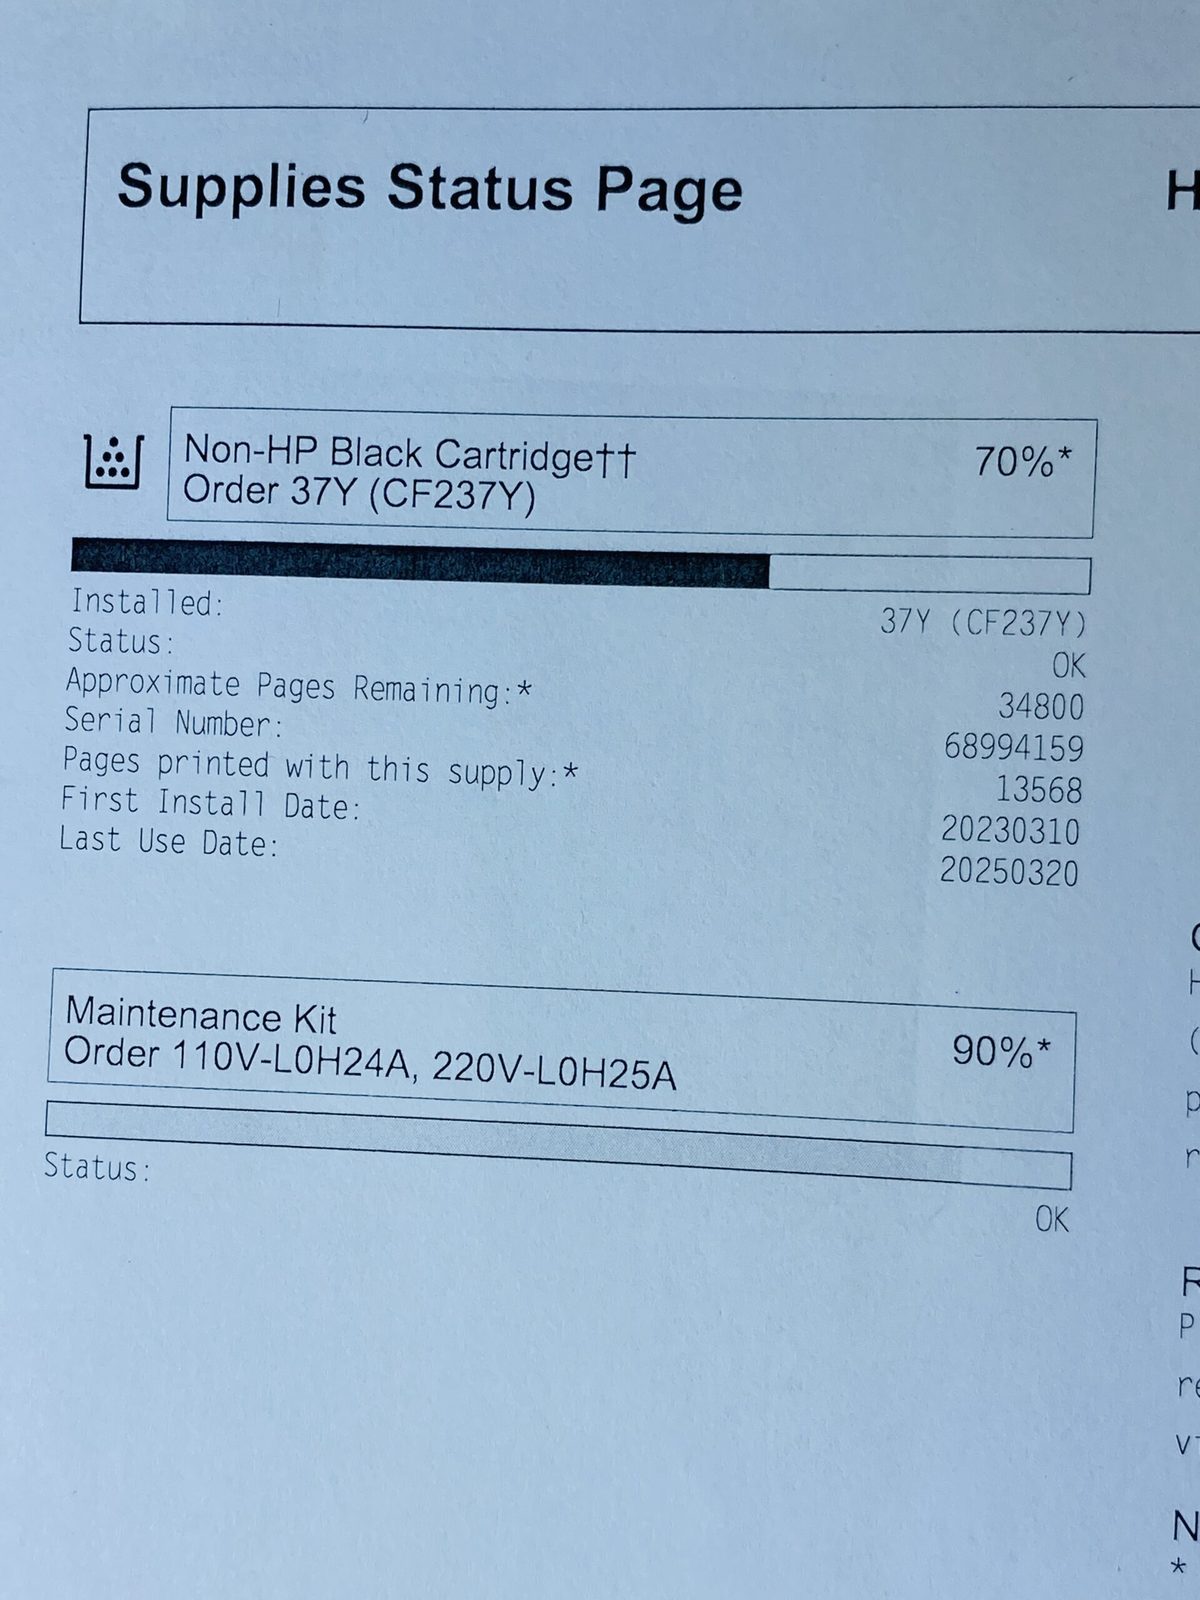 Supplies Status Page
H
Non-HP Black Cartridge†† 70%*
Order 37Y (CF237Y)
Installed: 37Y (CF237Y)
Status: OK
Approximate Pages Remaining:* 34800
Serial Number: 68994159
Pages printed with this supply:* 13568
First Install Date: 20230310
Last Use Date: 20250320
Maintenance Kit 90%*
Order 110V-L0H24A, 220V-L0H25A
Status: OK